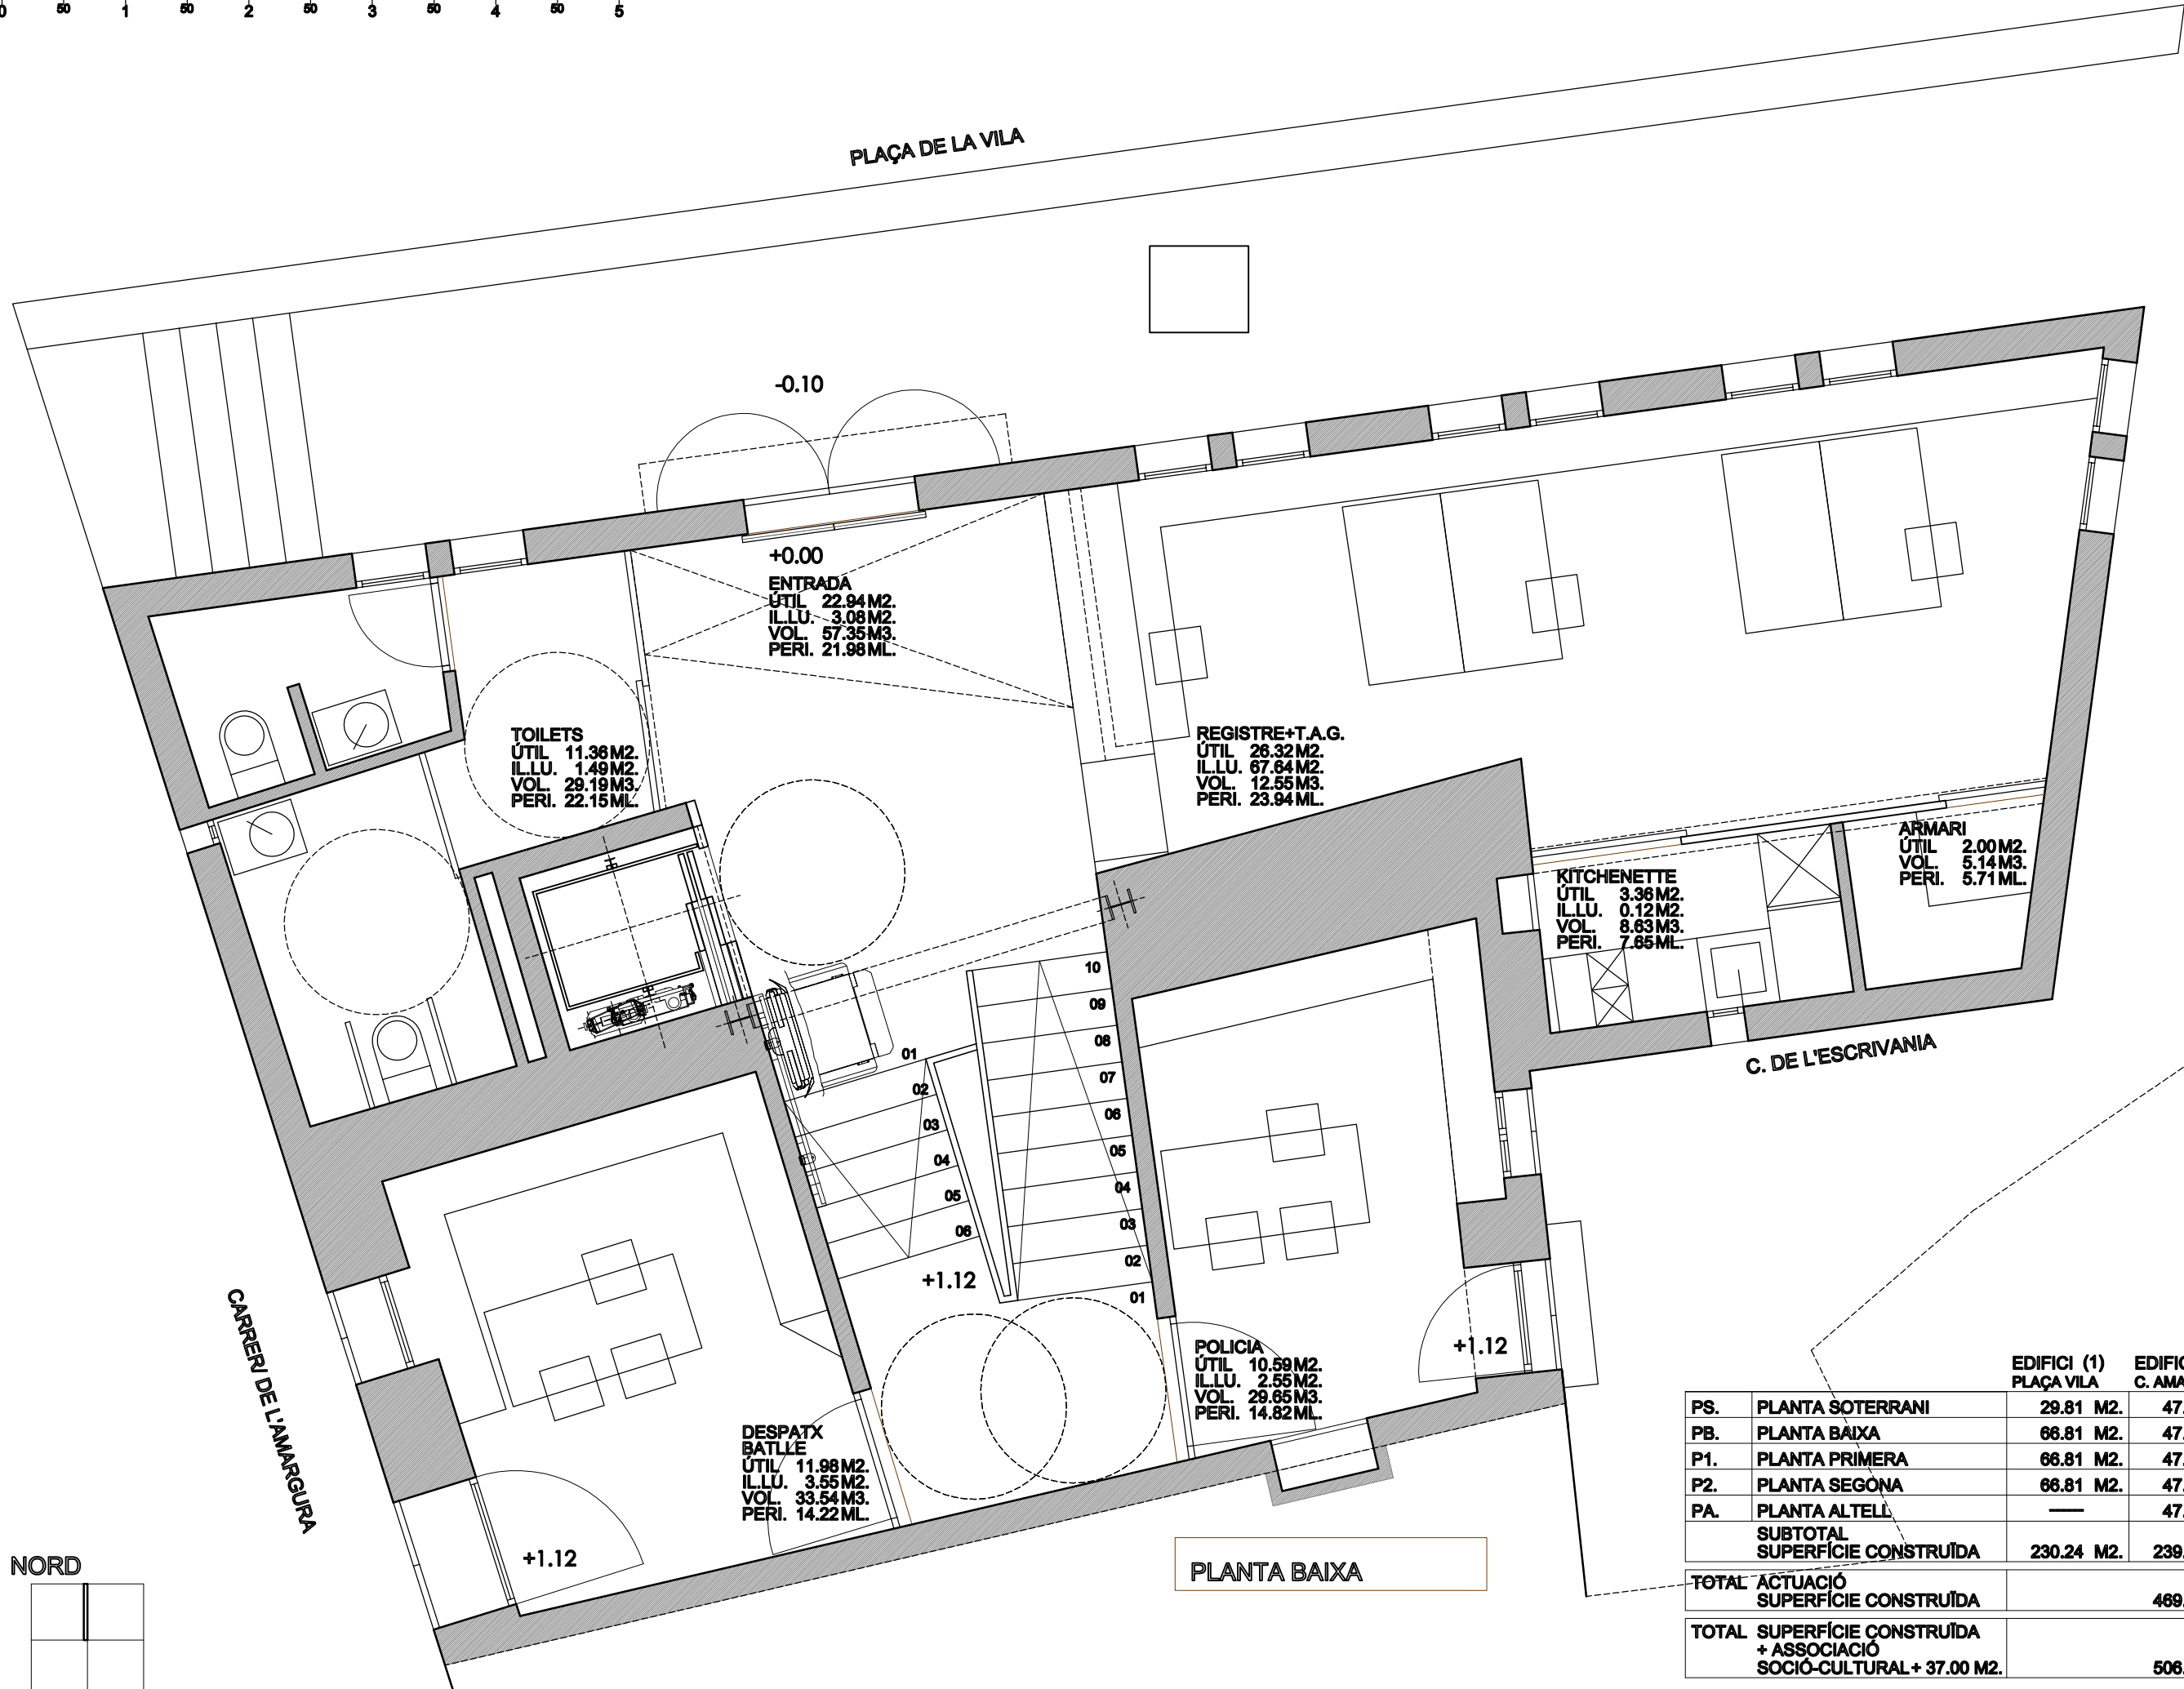 0 50 1 50 2 50 3 50 4 50 5
PLAÇA DE LA VILA
-0.10
+0.00
ENTRADA
ÚTIL 22.94 M2.
IL.LU. 3.08 M2.
VOL. 57.35 M3.
PERI. 21.98 ML.
TOILETS
ÚTIL 11.36 M2.
IL.LU. 1.49 M2.
VOL. 29.19 M3.
PERI. 22.15 ML.
REGISTRE+T.A.G.
ÚTIL 26.32 M2.
IL.LU. 67.64 M2.
VOL. 12.55 M3.
PERI. 23.94 ML.
ARMARI
ÚTIL 2.00 M2.
VOL. 5.14 M3.
PERI. 5.71 ML.
KITCHENETTE
ÚTIL 3.36 M2.
IL.LU. 0.12 M2.
VOL. 8.63 M3.
PERI. 7.65 ML.
C. DE L'ESCRIVANIA
10
09
08
07
06
05
04
03
02
01
01
02
03
04
05
06
+1.12
CARRER/ DE L'AMARGURA
POLICIA
ÚTIL 10.59 M2.
IL.LU. 2.55 M2.
VOL. 29.65 M3.
PERI. 14.82 ML.
+1.12
DESPATX
BATLLE
ÚTIL 11.98 M2.
IL.LU. 3.55 M2.
VOL. 33.54 M3.
PERI. 14.22 ML.
+1.12
NORD
PLANTA BAIXA
EDIFICI (1) EDIFIC
PLAÇA VILA C. AMA
PS. PLANTA SOTERRANI 29.81 M2. 47.
PB. PLANTA BAIXA 66.81 M2. 47.
P1. PLANTA PRIMERA 66.81 M2. 47.
P2. PLANTA SEGONA 66.81 M2. 47.
PA. PLANTA ALTELL — 47.
SUBTOTAL
SUPERFÍCIE CONSTRUÏDA 230.24 M2. 239.
TOTAL ACTUACIÓ
SUPERFÍCIE CONSTRUÏDA 469.
TOTAL SUPERFÍCIE CONSTRUÏDA
+ ASSOCIACIÓ
SOCIÓ-CULTURAL + 37.00 M2. 506.